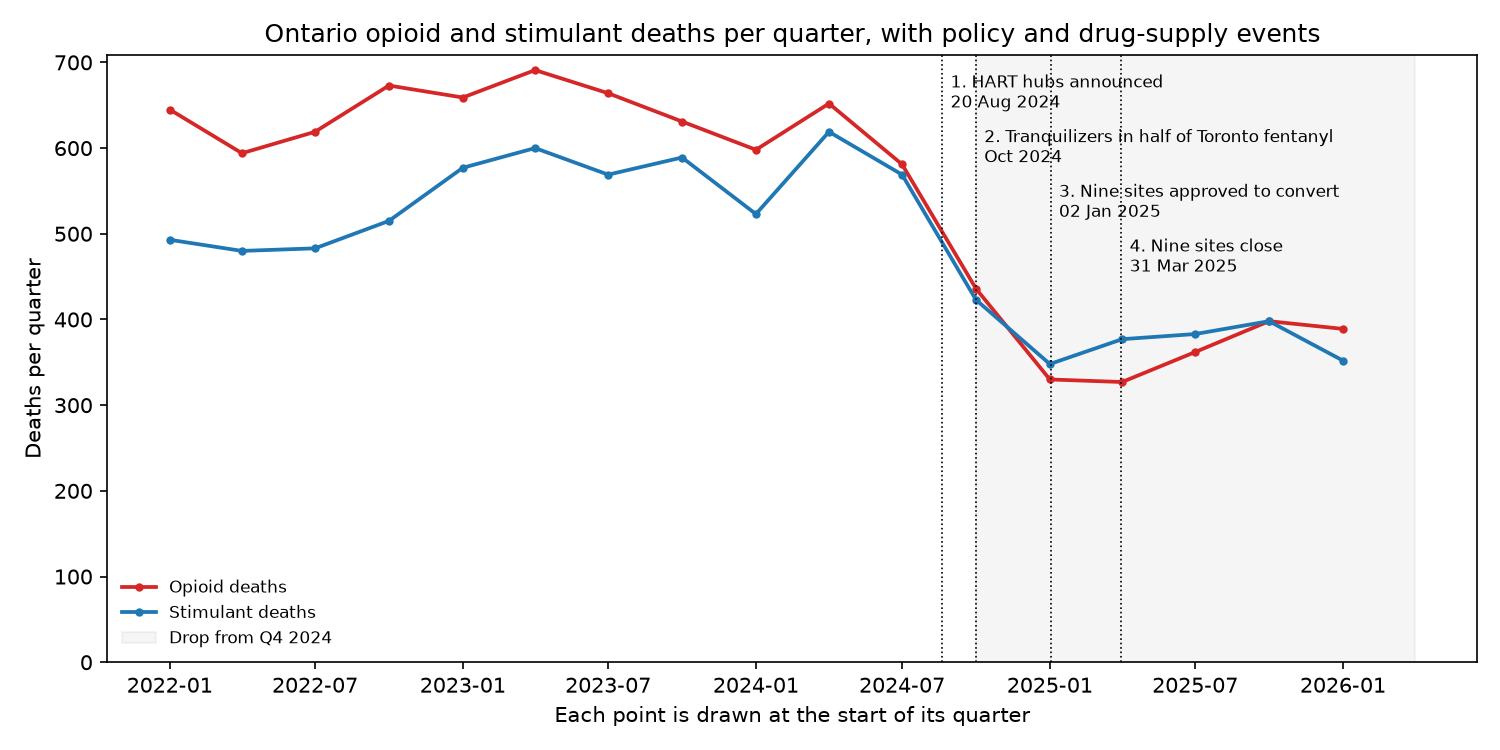 Ontario opioid and stimulant deaths per quarter, with policy and drug-supply events
Deaths per quarter
700
600
500
400
300
200
100
0
1. HART hubs announced
20 Aug 2024
2. Tranquilizers in half of Toronto fentanyl
Oct 2024
3. Nine sites approved to convert
02 Jan 2025
4. Nine sites close
31 Mar 2025
Opioid deaths
Stimulant deaths
Drop from Q4 2024
2022-01
2022-07
2023-01
2023-07
2024-01
2024-07
2025-01
2025-07
2026-01
Each point is drawn at the start of its quarter